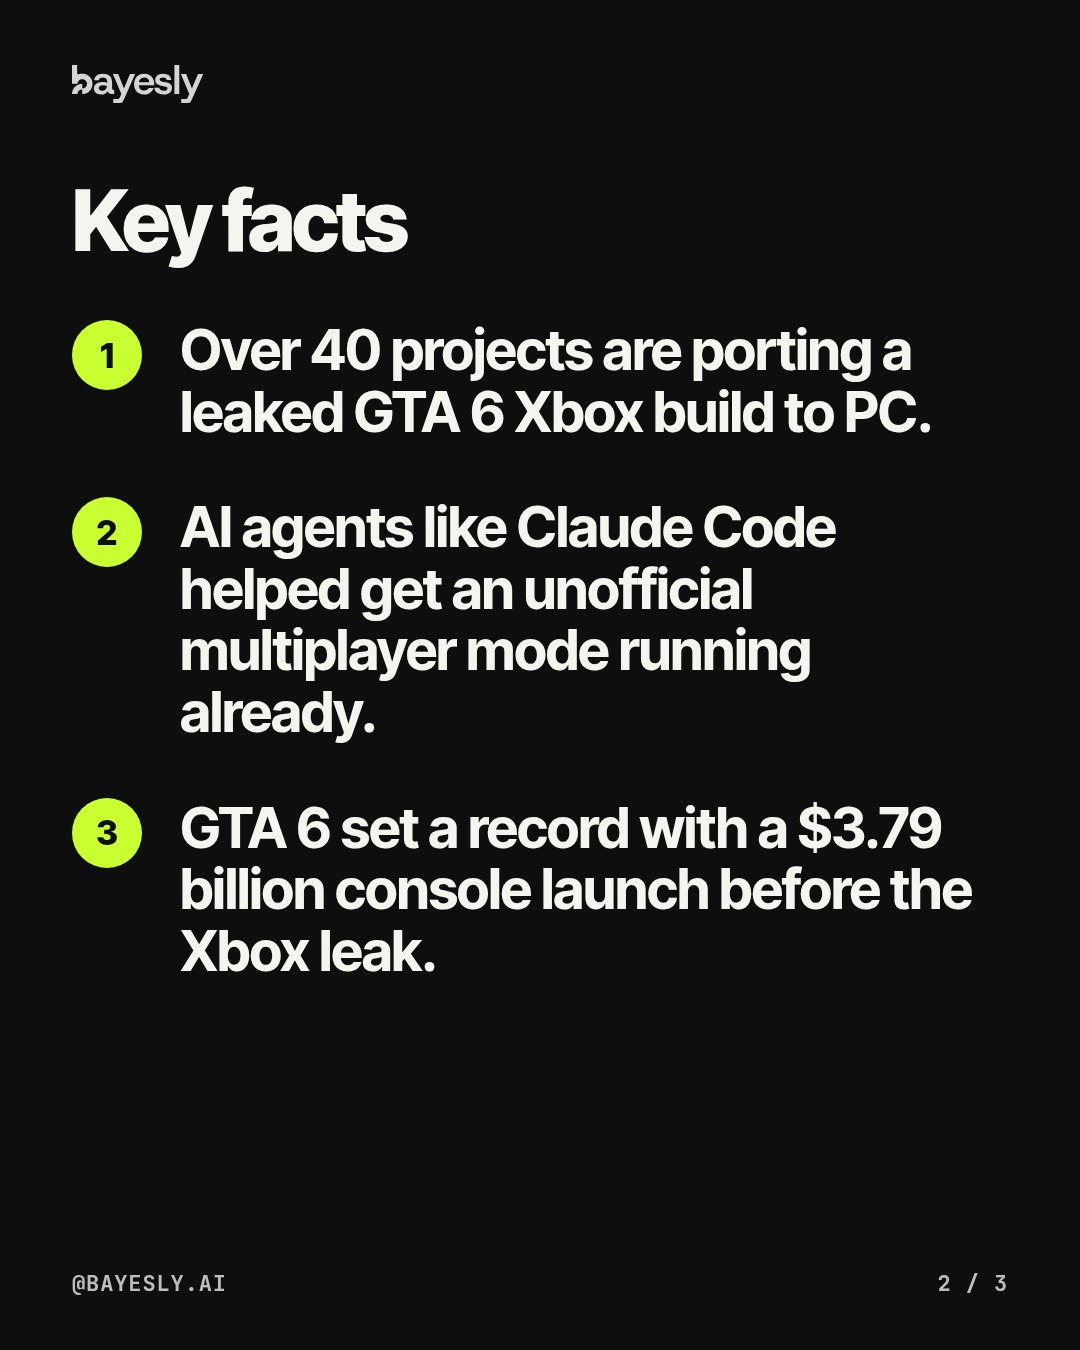 bayesly
Key facts
1
Over 40 projects are porting a
leaked GTA 6 Xbox build to PC.
2
AI agents like Claude Code
helped get an unofficial
multiplayer mode running
already.
3
GTA 6 set a record with a $3.79
billion console launch before the
Xbox leak.
@BAYESLY.AI
2 / 3